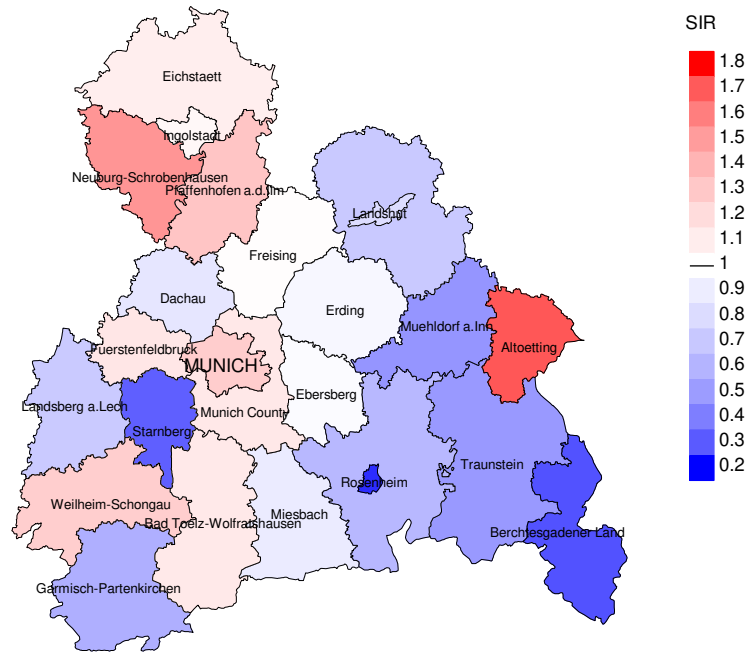 SIR
1.8
1.7
1.6
1.5
1.4
1.3
1.2
1.1
1
0.9
0.8
0.7
0.6
0.5
0.4
0.3
0.2
Eichstaett
Ingolstadt
Neuburg-Schrobenhausen
Pfaffenhofen a.d.Ilm
Landshut
Freising
Dachau
Erding
Muehldorf a.Inn
Altoetting
Fuerstenfeldbruck
MUNICH
Ebersberg
Landsberg a.Lech
Munich County
Starnberg
Traunstein
Rosenheim
Weilheim-Schongau
Miesbach
Bad Toelz-Wolfratshausen
Berchtesgadener Land
Garmisch-Partenkirchen